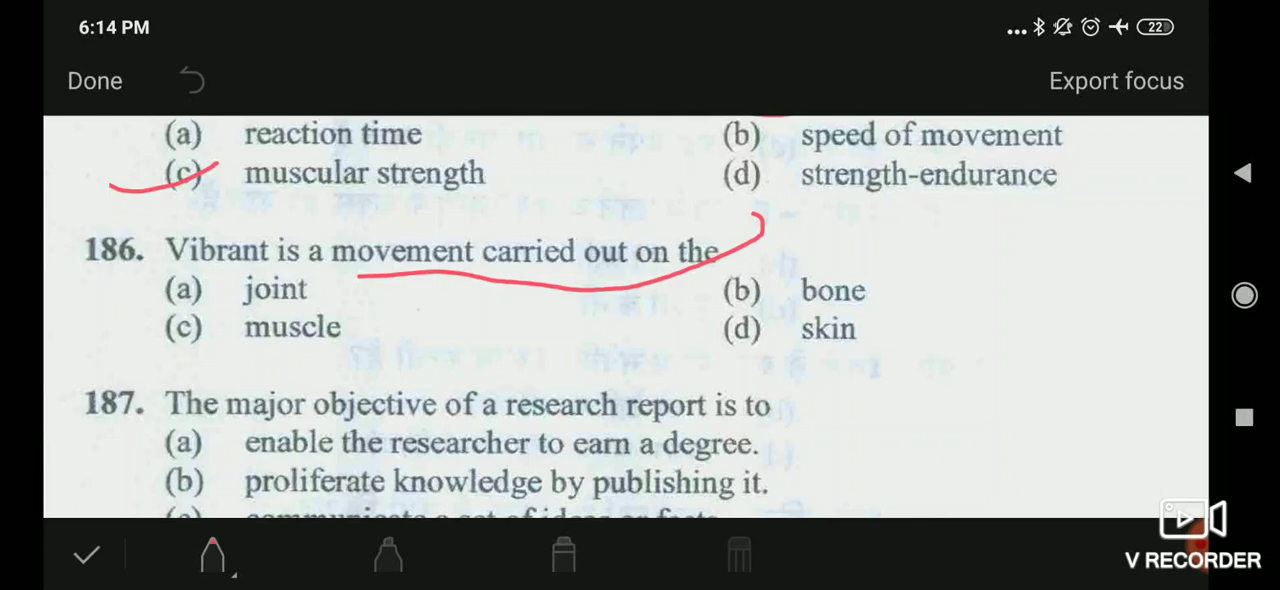 6:14 PM
22
Done
Export focus
(a) reaction time (b) speed of movement
(c) muscular strength (d) strength-endurance
186. Vibrant is a movement carried out on the
(a) joint (b) bone
(c) muscle (d) skin
187. The major objective of a research report is to
(a) enable the researcher to earn a degree.
(b) proliferate knowledge by publishing it.
V RECORDER